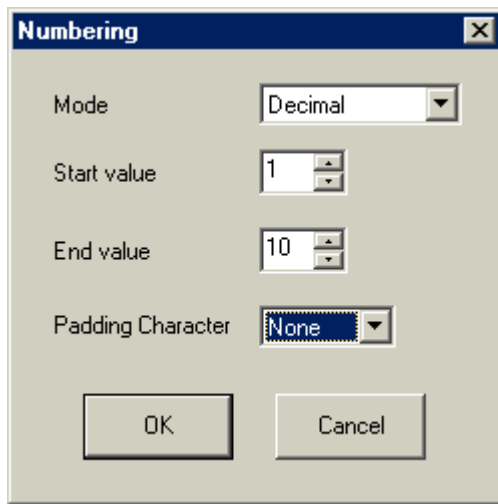 Numbering
Mode Decimal
Start value 1
End value 10
Padding Character None
OK Cancel